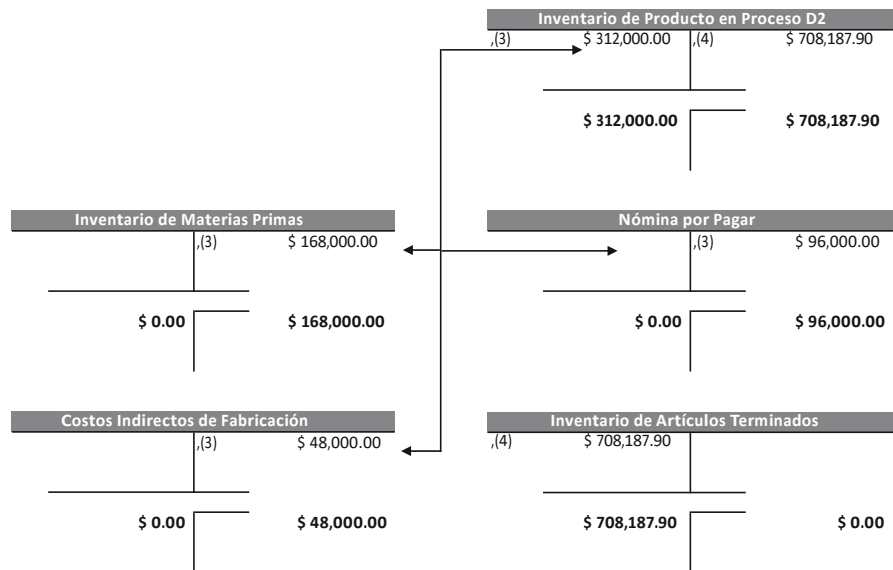 Inventario de Producto en Proceso D2
,(3) $ 312,000.00 ,(4) $ 708,187.90
$ 312,000.00 $ 708,187.90
Inventario de Materias Primas
,(3) $ 168,000.00
$ 0.00 $ 168,000.00
Nómina por Pagar
,(3) $ 96,000.00
$ 0.00 $ 96,000.00
Costos Indirectos de Fabricación
,(3) $ 48,000.00
$ 0.00 $ 48,000.00
Inventario de Artículos Terminados
,(4) $ 708,187.90
$ 708,187.90 $ 0.00